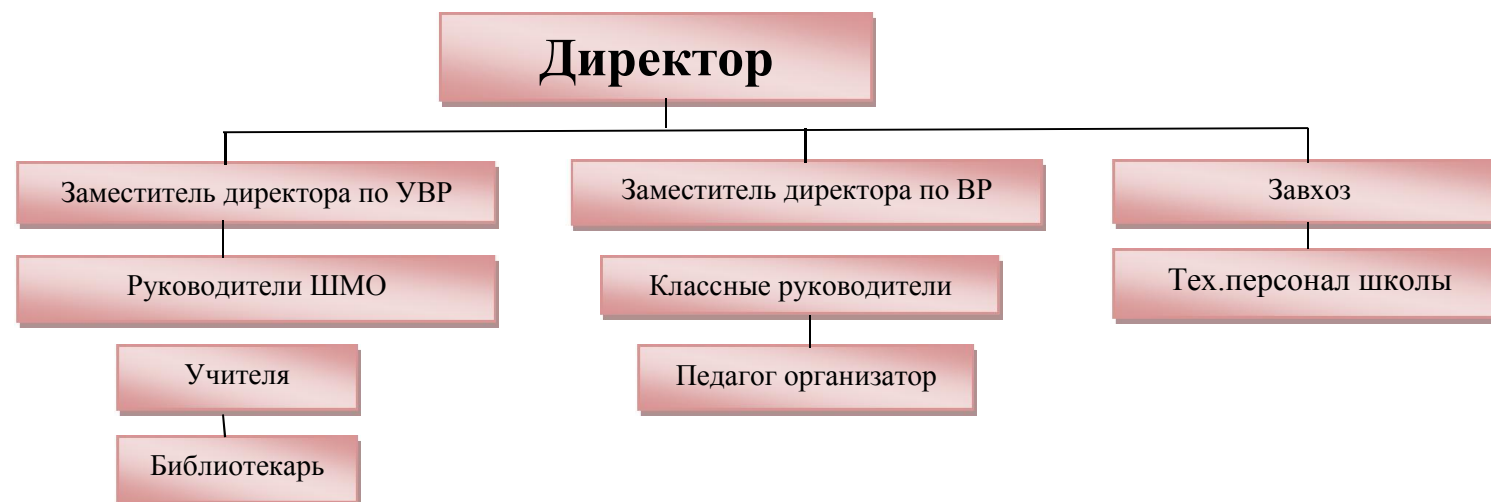 Директор
Заместитель директора по УВР
Заместитель директора по ВР
Завхоз
Руководители ШМО
Классные руководители
Тех.персонал школы
Учителя
Педагог организатор
Библиотекарь